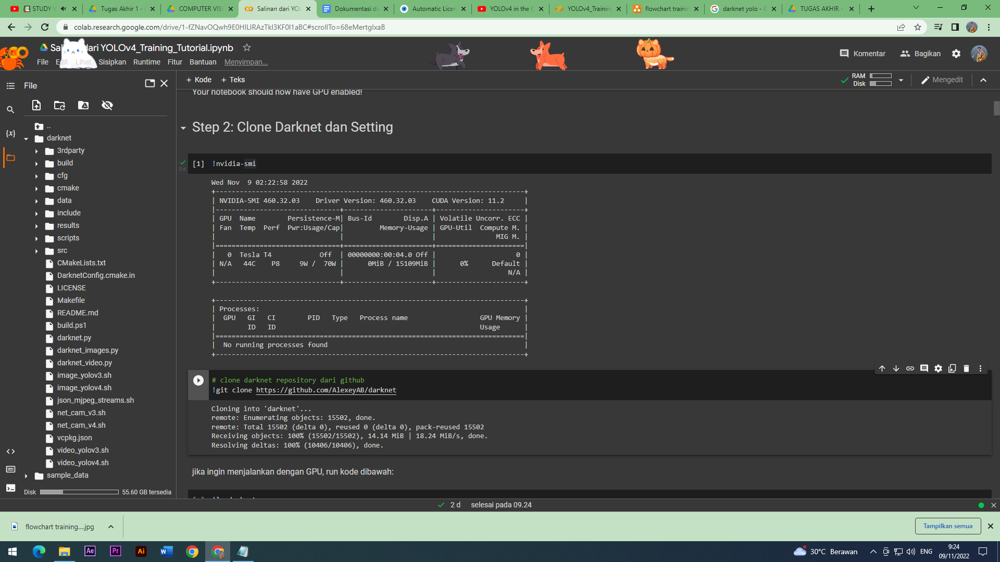 STUDY W
Tugas Akhir 1 -
COMPUTER VIS
Salinan dari YOL
Dokumentasi de
Automatic Licen
YOLOv4 in the C
YOLOv4_Training
flowchart trainin
darknet yolo - G
TUGAS AKHIR -
colab.research.google.com/drive/1-fZNavOQwh9E0HILIRAzTkI3KF0I1aBC#scrollTo=68eMertgIxaB
Salinan dari YOLOv4_Training_Tutorial.ipynb
File Edit Lihat Sisipkan Runtime Fitur Bantuan Menyimpan...
Komentar
Bagikan
File
+ Kode + Teks
RAM
Disk
Mengedit
..
darknet
3rdparty
build
cfg
cmake
data
include
results
scripts
src
CMakeLists.txt
DarknetConfig.cmake.in
LICENSE
Makefile
README.md
build.ps1
darknet.py
darknet_images.py
darknet_video.py
image_yolov3.sh
image_yolov4.sh
json_mjpeg_streams.sh
net_cam_v3.sh
net_cam_v4.sh
vcpkg.json
video_yolov3.sh
video_yolov4.sh
sample_data
Disk 55.60 GB tersedia
Your notebook should now have GPU enabled!
Step 2: Clone Darknet dan Setting
0 d
[1] !nvidia-smi
Wed Nov  9 02:22:58 2022
+-----------------------------------------------------------------------------+
| NVIDIA-SMI 460.32.03    Driver Version: 460.32.03    CUDA Version: 11.2     |
|-------------------------------+----------------------+----------------------+
| GPU  Name        Persistence-M| Bus-Id        Disp.A | Volatile Uncorr. ECC |
| Fan  Temp  Perf  Pwr:Usage/Cap|         Memory-Usage | GPU-Util  Compute M. |
|                               |                      |               MIG M. |
|===============================+======================+======================|
|   0  Tesla T4            Off  | 00000000:00:04.0 Off |                    0 |
| N/A   44C    P8     9W /  70W |      0MiB / 15109MiB |      0%      Default |
|                               |                      |                  N/A |
+-------------------------------+----------------------+----------------------+
+-----------------------------------------------------------------------------+
| Processes:                                                                  |
|  GPU   GI   CI        PID   Type   Process name                  GPU Memory |
|        ID   ID                                                   Usage      |
|=============================================================================|
|  No running processes found                                                 |
+-----------------------------------------------------------------------------+
# clone darknet repository dari github
!git clone https://github.com/AlexeyAB/darknet
Cloning into 'darknet'...
remote: Enumerating objects: 15502, done.
remote: Total 15502 (delta 0), reused 0 (delta 0), pack-reused 15502
Receiving objects: 100% (15502/15502), 14.14 MiB | 18.24 MiB/s, done.
Resolving deltas: 100% (10406/10406), done.
jika ingin menjalankan dengan GPU, run kode dibawah:
2 d selesai pada 09.24
flowchart training....jpg
Tampilkan semua
Ae
Pr
Ai
W
30°C Berawan
ENG
9:24
09/11/2022